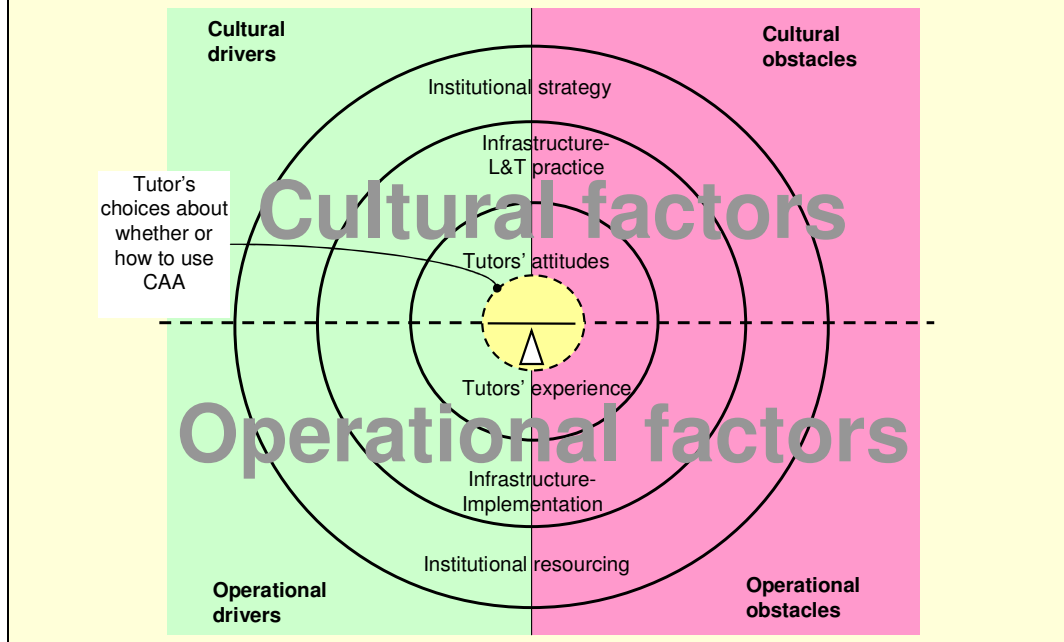 Cultural
drivers
Cultural
obstacles
Institutional strategy
Infrastructure-
L&T practice
Tutor's
choices about
whether or
how to use
CAA
Cultural factors
Tutors' attitudes
Tutors' experience
Operational factors
Infrastructure-
Implementation
Institutional resourcing
Operational
drivers
Operational
obstacles